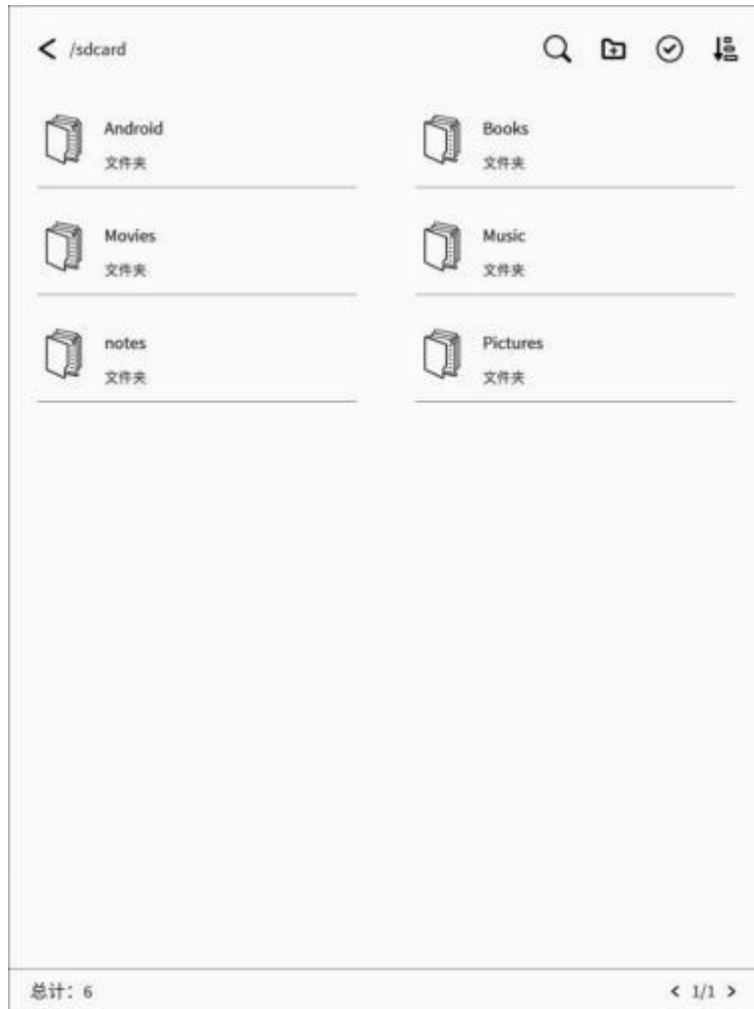 /sdcard
Android
文件夹
Books
文件夹
Movies
文件夹
Music
文件夹
notes
文件夹
Pictures
文件夹
总计：6
1/1